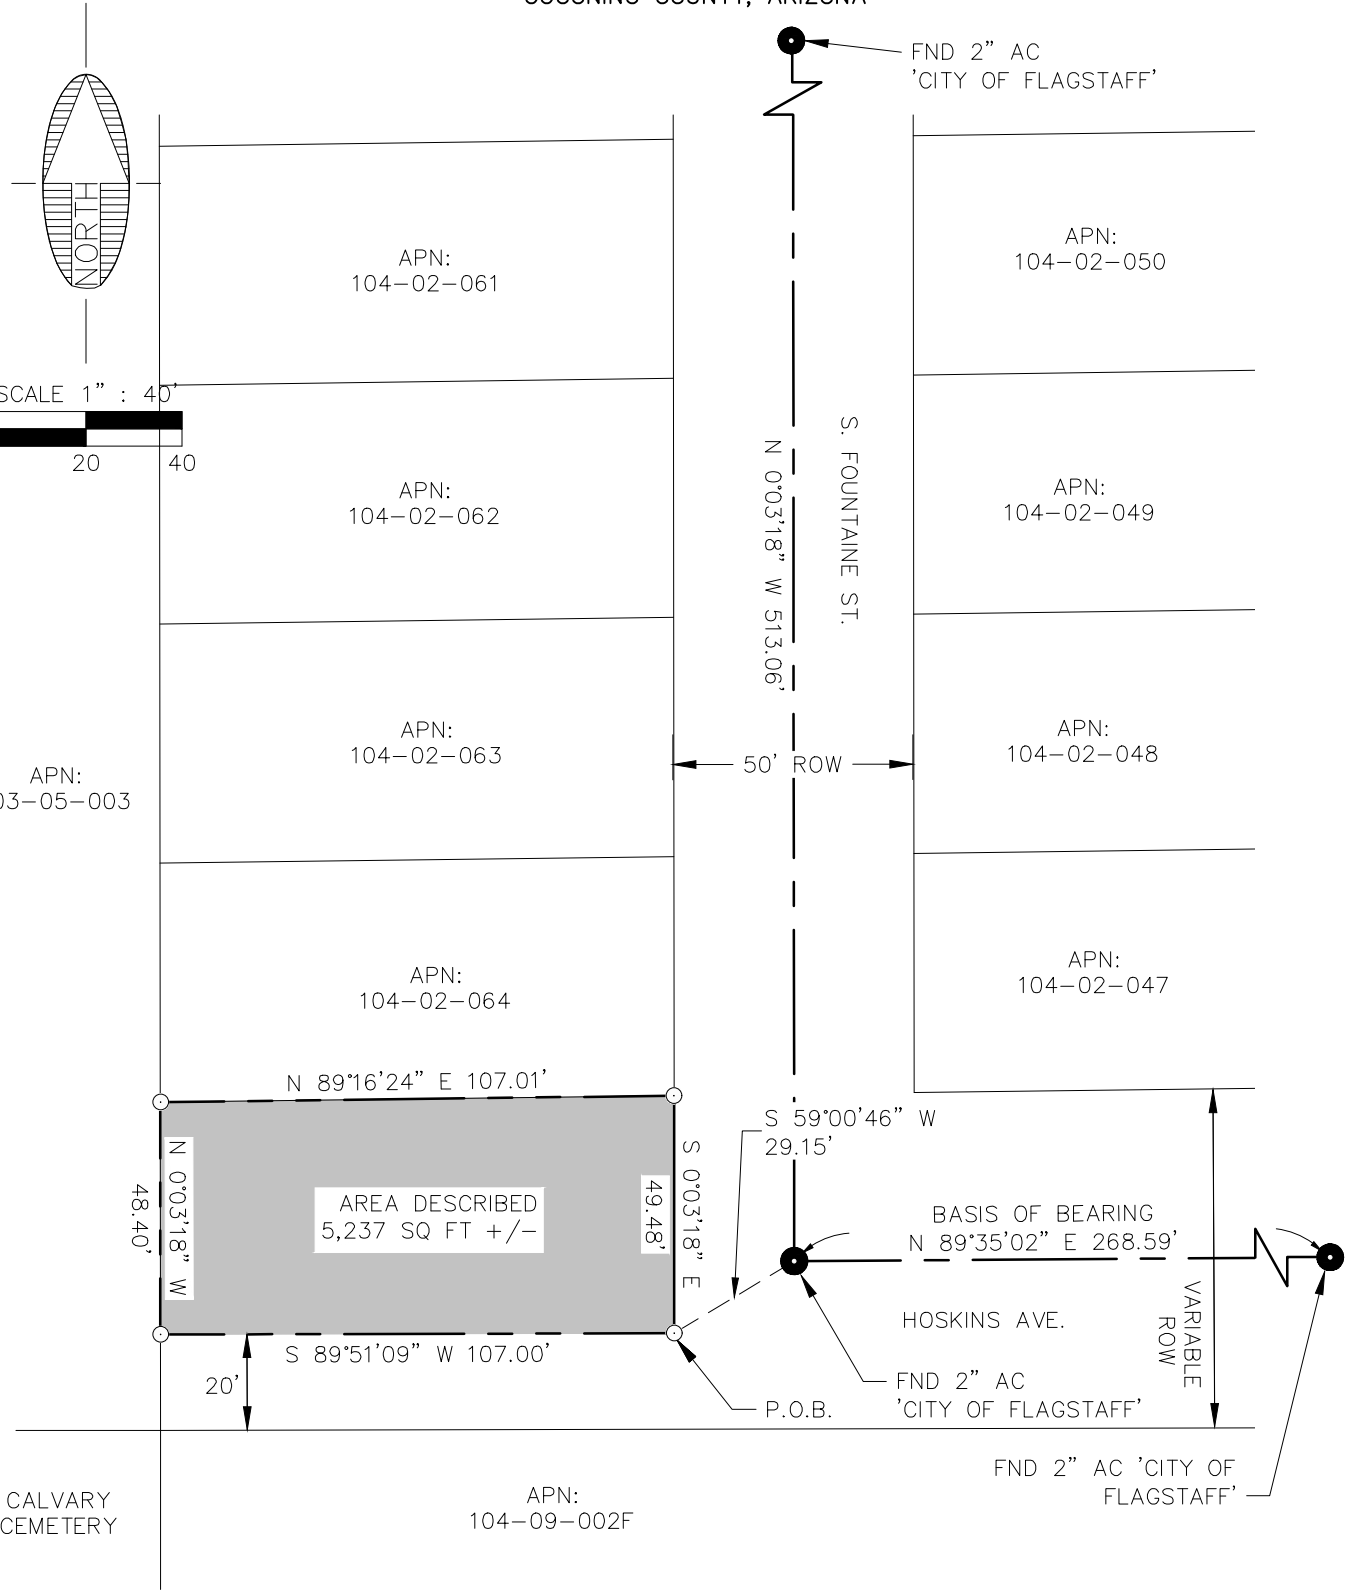 FND 2” AC
'CITY OF FLAGSTAFF'
NORTH
APN:
104-02-061
APN:
104-02-050
SCALE 1” : 40'
20 40
APN:
104-02-062
APN:
104-02-049
N 0°03'18” W 513.06'
S. FOUNTAINE ST.
APN:
104-02-063
50' ROW
APN:
104-02-048
APN:
03-05-003
APN:
104-02-064
APN:
104-02-047
N 89°16'24” E 107.01'
S 59°00'46” W
29.15'
N 0°03'18” W
48.40'
AREA DESCRIBED
5,237 SQ FT +/-
S 0°03'18” E
49.48'
BASIS OF BEARING
N 89°35'02” E 268.59'
HOSKINS AVE.
VARIABLE
ROW
S 89°51'09” W 107.00'
20'
P.O.B.
FND 2” AC
'CITY OF FLAGSTAFF'
FND 2” AC 'CITY OF
FLAGSTAFF'
CALVARY
CEMETERY
APN:
104-09-002F